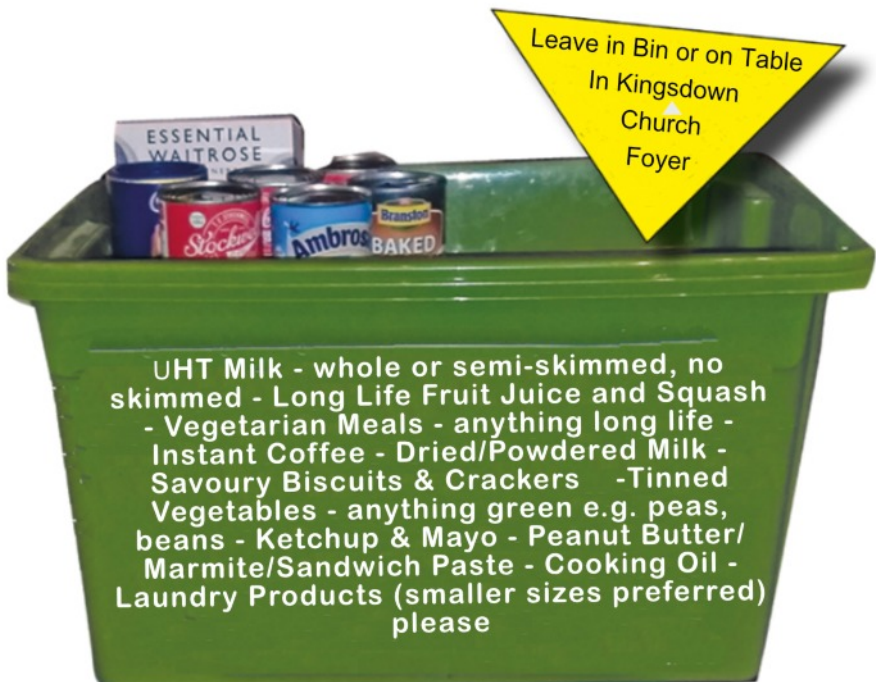 Leave in Bin or on Table
In Kingsdown
Church
Foyer
ESSENTIAL
WAITROSE
Stockwe
Ambros
Branston
BAKED
UHT Milk - whole or semi-skimmed, no
skimmed - Long Life Fruit Juice and Squash
- Vegetarian Meals - anything long life -
Instant Coffee - Dried/Powdered Milk -
Savoury Biscuits & Crackers -Tinned
Vegetables - anything green e.g. peas,
beans - Ketchup & Mayo - Peanut Butter/
Marmite/Sandwich Paste - Cooking Oil -
Laundry Products (smaller sizes preferred)
please